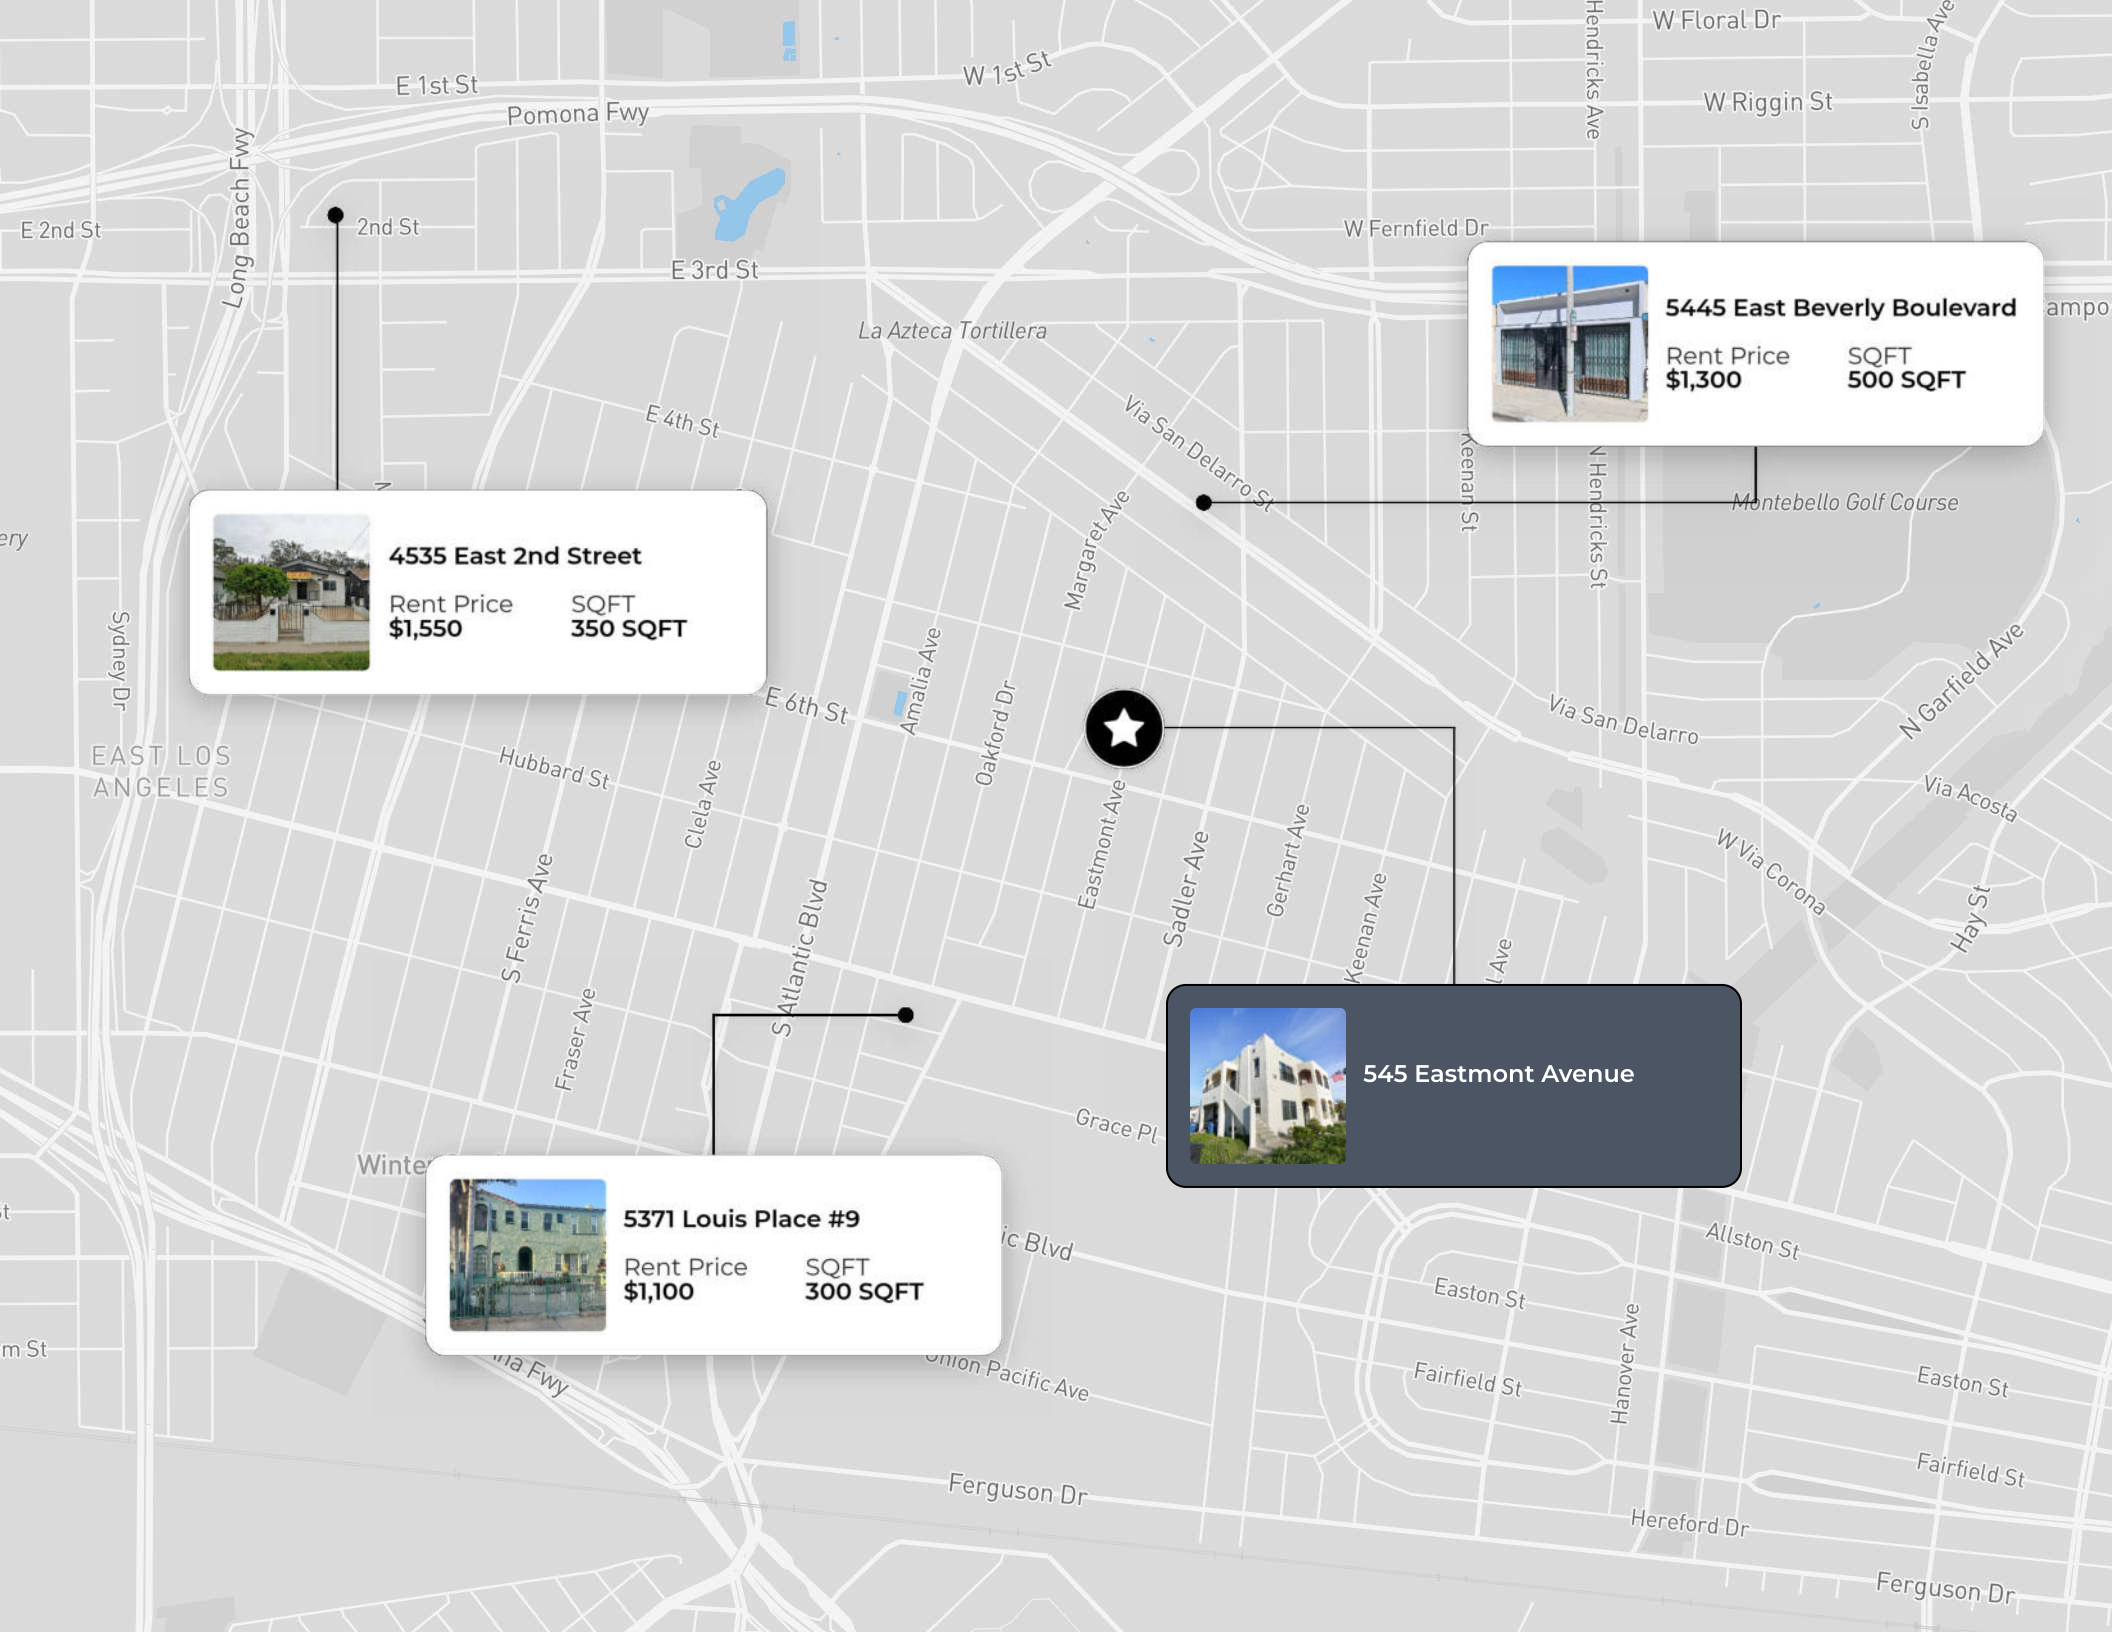 W Floral Dr
Hendricks Ave
S Isabella Ave
W 1st St
E 1st St
Pomona Fwy
W Riggin St
Long Beach Fwy
E 2nd St
2nd St
W Fernfield Dr
E 3rd St
5445 East Beverly Boulevard
Rent Price
SQFT
$1,300
500 SQFT
La Azteca Tortillera
E 4th St
Via San Delarro St
Keenan St
N Hendricks St
Montebello Golf Course
N
Margaret Ave
4535 East 2nd Street
Rent Price
SQFT
$1,550
350 SQFT
Sydney Dr
Amalia Ave
Oakford Dr
E 6th St
Via San Delarro
N Garfield Ave
EAST LOS
ANGELES
Hubbard St
Clela Ave
Eastmont Ave
Sadler Ave
Gerhart Ave
Via Acosta
W Via Corona
Hay St
S Ferris Ave
S Atlantic Blvd
Keenan Ave
Ave
Fraser Ave
545 Eastmont Avenue
Grace Pl
5371 Louis Place #9
Rent Price
SQFT
$1,100
300 SQFT
Blvd
Allston St
Easton St
Hanover Ave
m St
Fwy
Union Pacific Ave
Fairfield St
Easton St
Fairfield St
Ferguson Dr
Hereford Dr
Ferguson Dr